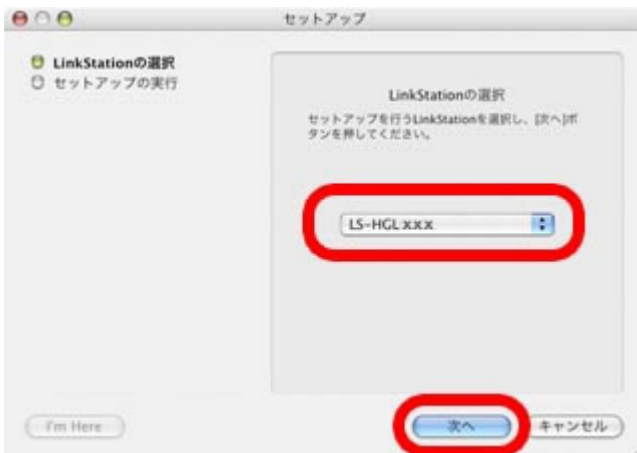 セットアップ
LinkStationの選択
セットアップの実行
LinkStationの選択
セットアップを行うLinkStationを選択し、[次へ]ボ
タンを押してください。
LS-HGLxxx
I'm Here
次へ
キャンセル